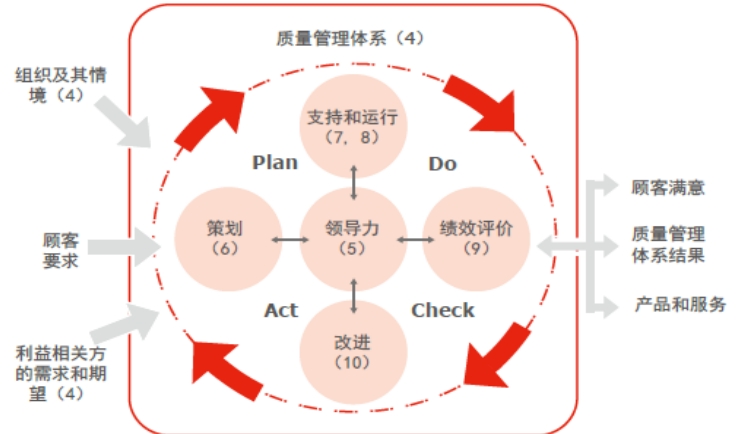 质量管理体系（4）
组织及其情
境（4）
支持和运行
（7，8）
Plan
Do
顾客满意
策划
（6）
领导力
（5）
绩效评价
（9）
顾客
要求
质量管理
体系结果
Act
Check
产品和服务
改进
（10）
利益相关方
的需求和期
望（4）